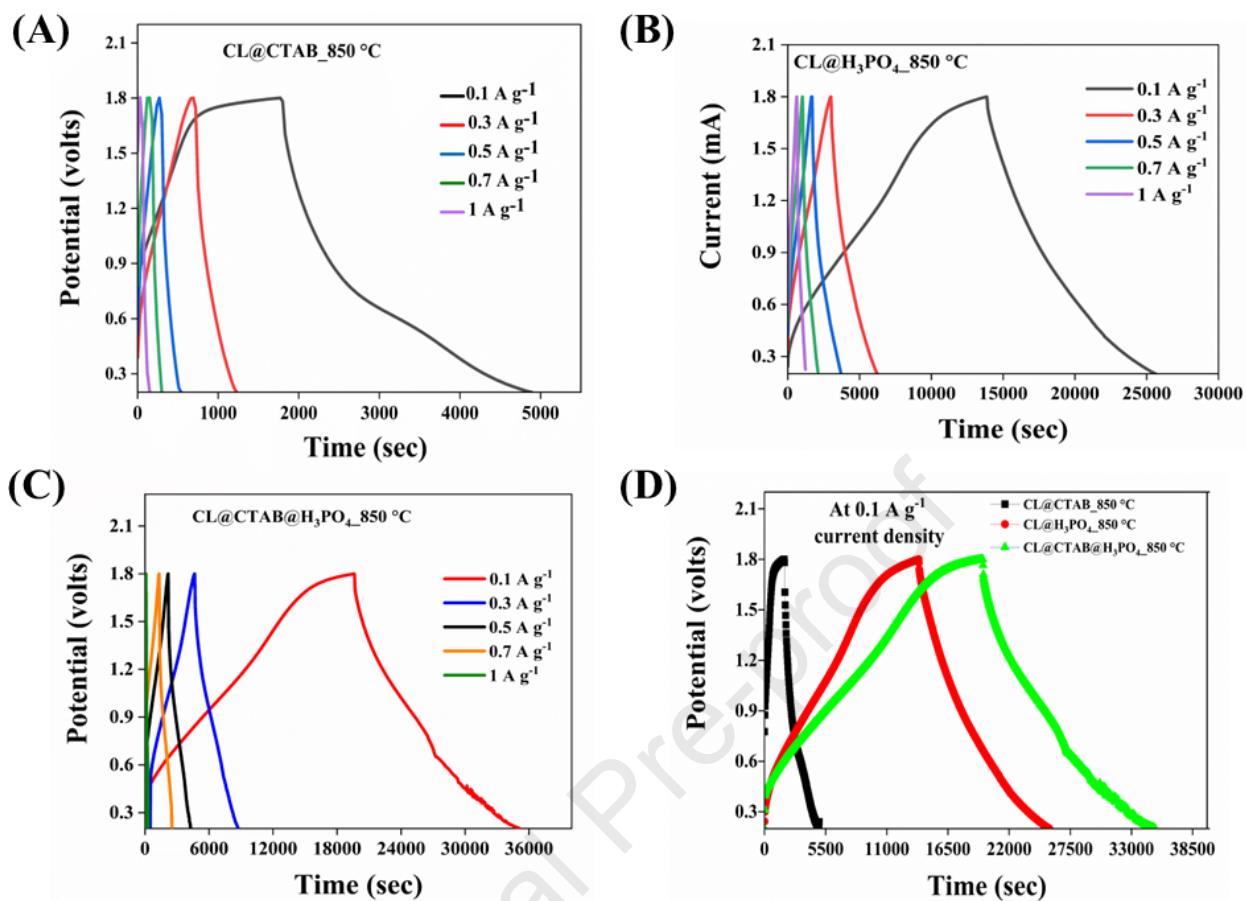 (A)
CL@CTAB_850 °C
2.1
1.8
1.5
1.2
0.9
0.6
0.3
0.1 A g-1
0.3 A g-1
0.5 A g-1
0.7 A g-1
1 A g-1
0
1000
2000
3000
4000
5000
Potential (volts)
Time (sec)
(B)
CL@H₃PO₄_850 °C
2.1
1.8
1.5
1.2
0.9
0.6
0.3
0.1 A g-1
0.3 A g-1
0.5 A g-1
0.7 A g-1
1 A g-1
0
5000
10000
15000
20000
25000
30000
Current (mA)
Time (sec)
(C)
CL@CTAB@H₃PO₄_850 °C
2.1
1.8
1.5
1.2
0.9
0.6
0.3
0.1 A g-1
0.3 A g-1
0.5 A g-1
0.7 A g-1
1 A g-1
0
6000
12000
18000
24000
30000
36000
Potential (volts)
Time (sec)
(D)
At 0.1 A g-1
current density
CL@CTAB_850 °C
CL@H₃PO₄_850 °C
CL@CTAB@H₃PO₄_850 °C
2.1
1.8
1.5
1.2
0.9
0.6
0.3
0
5500
11000
16500
22000
27500
33000
38500
Potential (volts)
Time (sec)
al Pre-proof